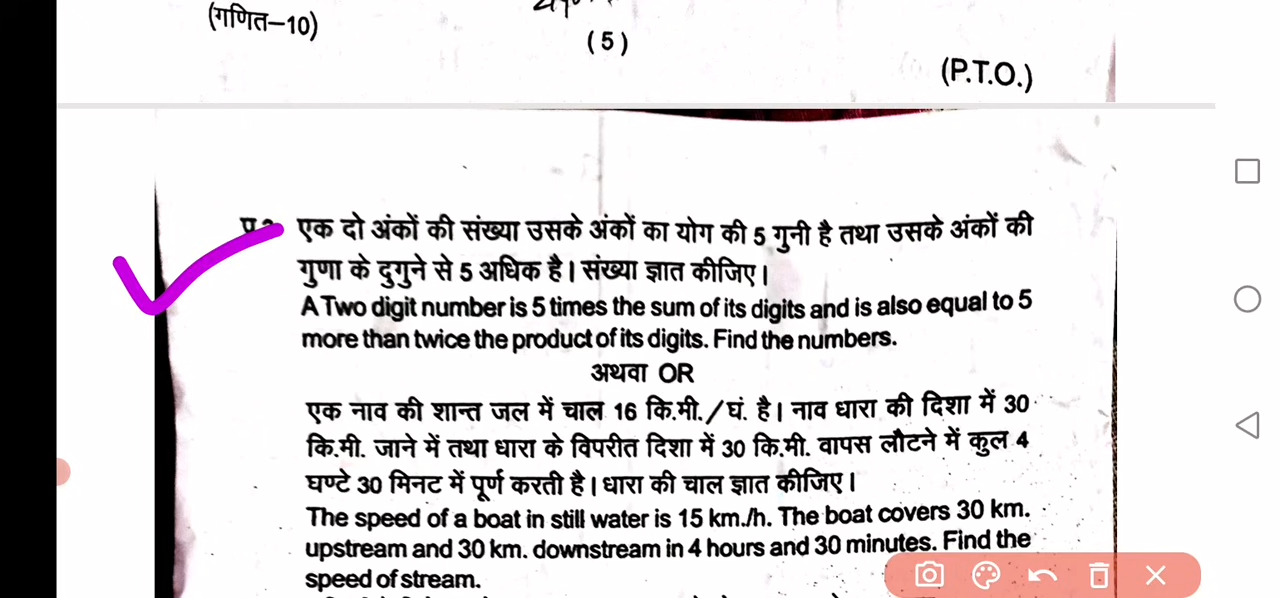 (गणित–10)
(5)
(P.T.O.)
एक दो अंकों की संख्या उसके अंकों का योग की 5 गुनी है तथा उसके अंकों की
गुणा के दुगुने से 5 अधिक है। संख्या ज्ञात कीजिए।
A Two digit number is 5 times the sum of its digits and is also equal to 5
more than twice the product of its digits. Find the numbers.
अथवा OR
एक नाव की शान्त जल में चाल 16 कि.मी./घं. है। नाव धारा की दिशा में 30
कि.मी. जाने में तथा धारा के विपरीत दिशा में 30 कि.मी. वापस लौटने में कुल 4
घण्टे 30 मिनट में पूर्ण करती है। धारा की चाल ज्ञात कीजिए।
The speed of a boat in still water is 15 km./h. The boat covers 30 km.
upstream and 30 km. downstream in 4 hours and 30 minutes. Find the
speed of stream.